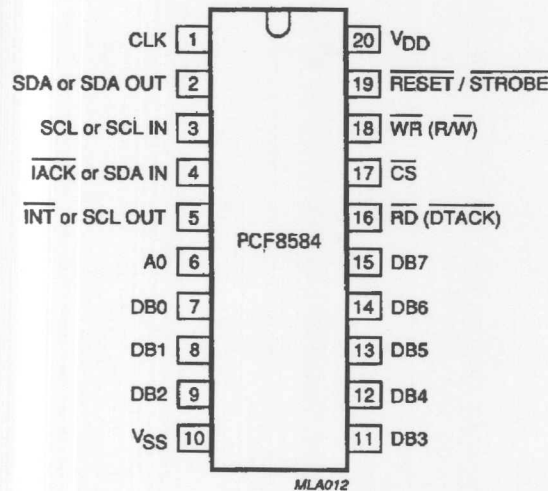 CLK 1
20 VDD
SDA or SDA OUT 2
19 RESET / STROBE
SCL or SCL IN 3
18 WR (R/W)
IACK or SDA IN 4
17 CS
INT or SCL OUT 5
16 RD (DTACK)
PCF8584
A0 6
15 DB7
DB0 7
14 DB6
DB1 8
13 DB5
DB2 9
12 DB4
VSS 10
11 DB3
MLA012